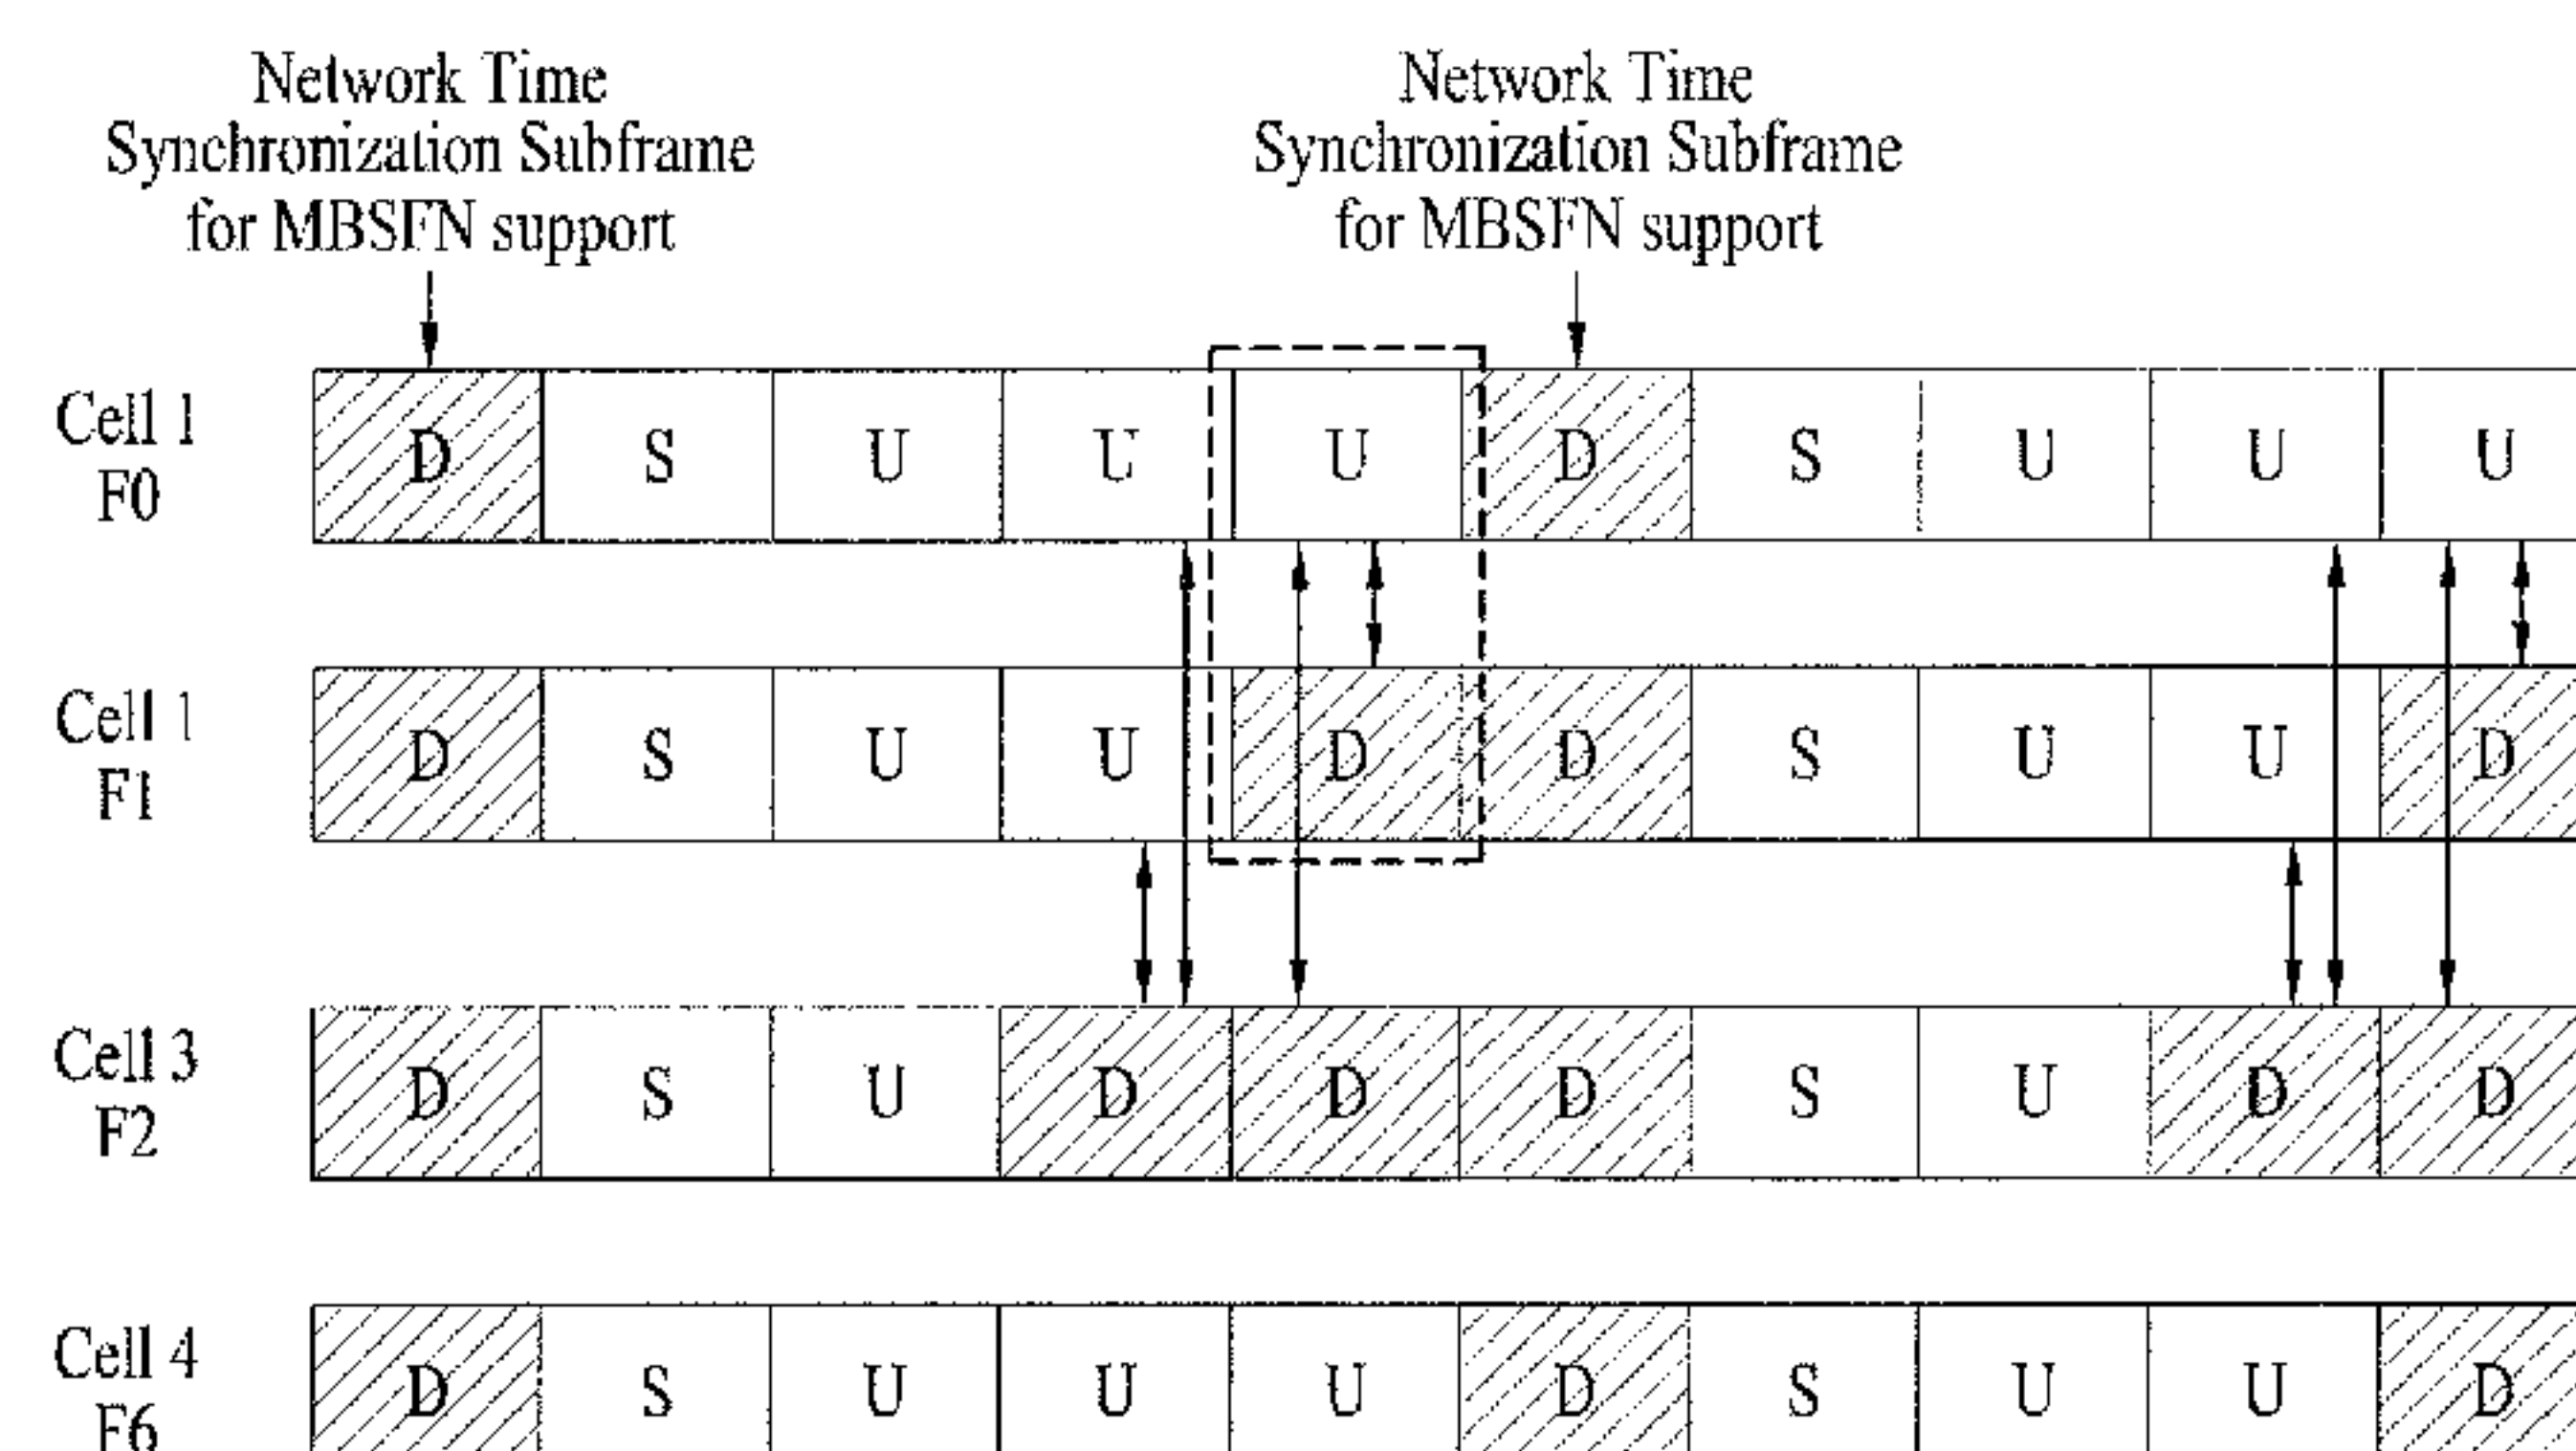 Network Time
Synchronization Subframe
for MBSFN support
Network Time
Synchronization Subframe
for MBSFN support
Cell 1
F0
D S U U U D S U U U
Cell 1
F1
D S U U D D S U U D
Cell 3
F2
D S U D D D S U D D
Cell 4
F6
D S U U U D S U U D